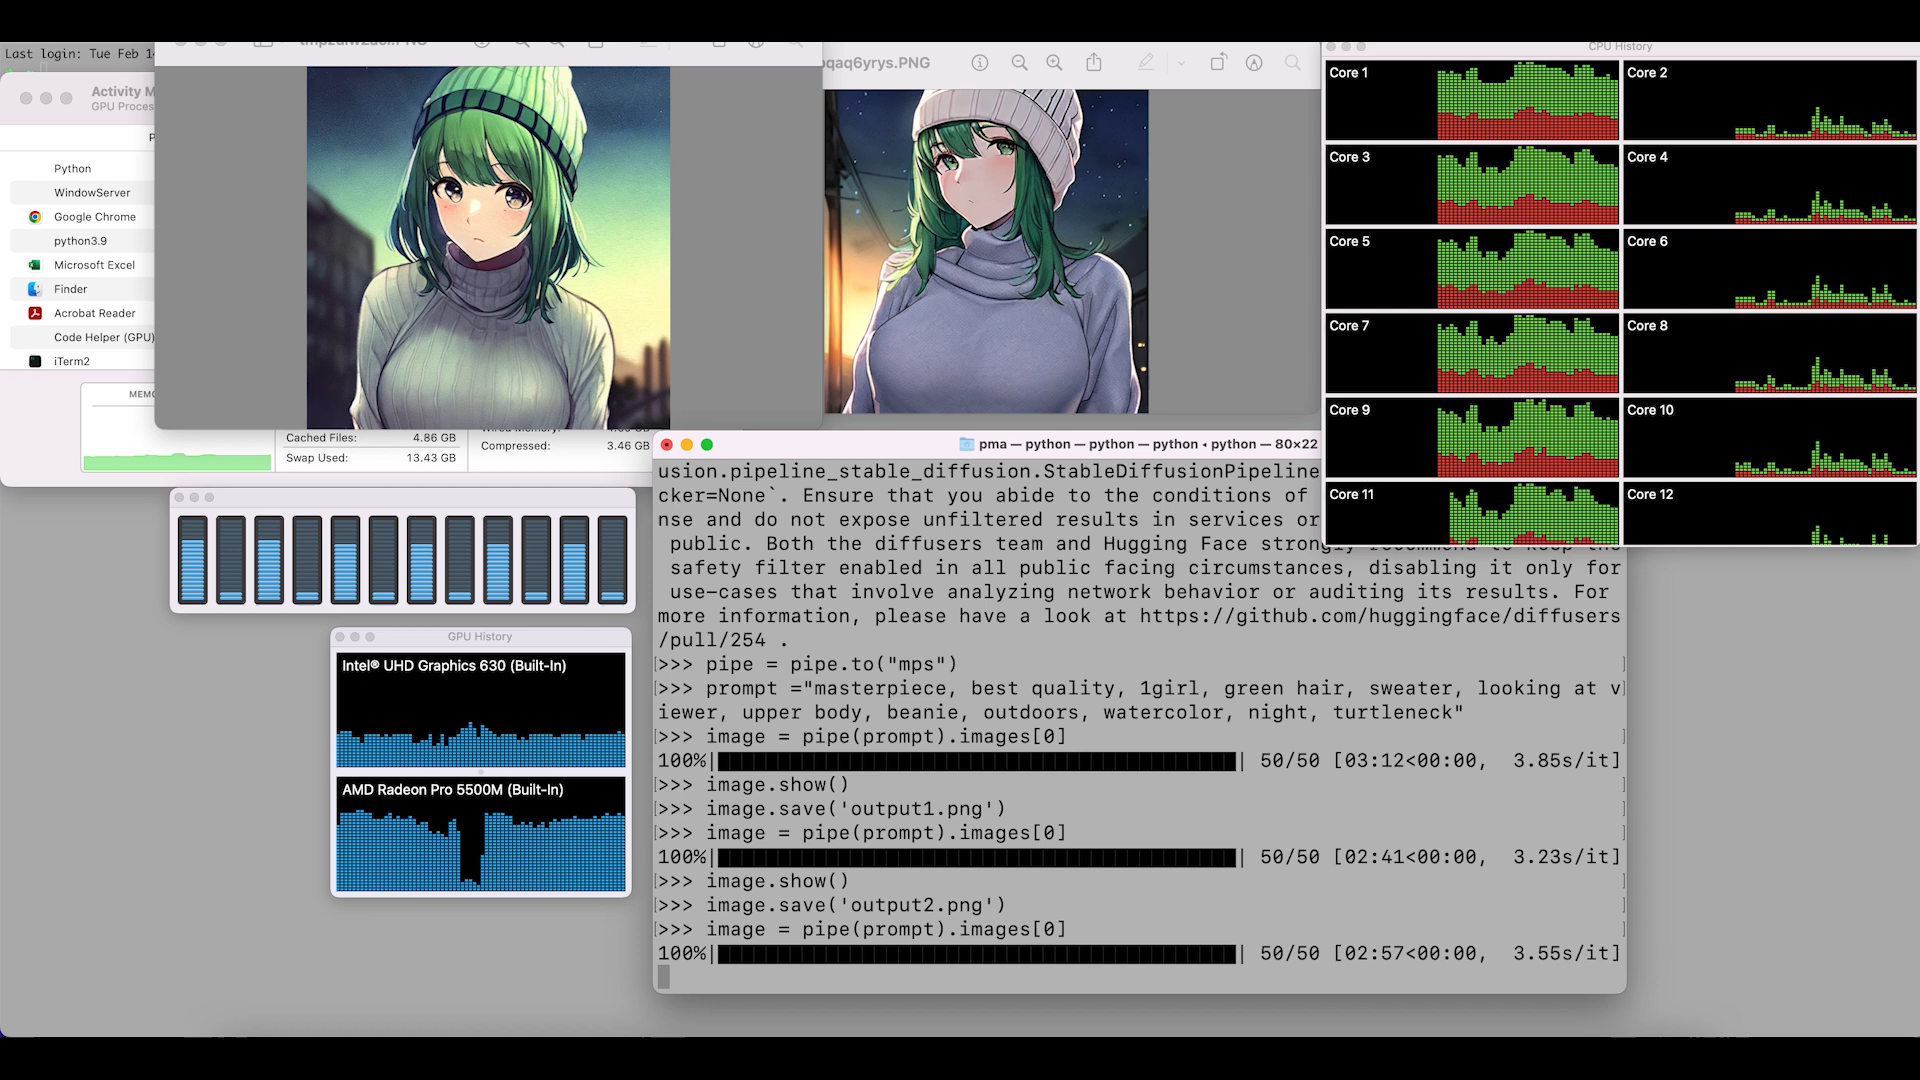 Last login: Tue Feb 14
Activity M
GPU Proces
Python
WindowServer
Google Chrome
python3.9
Microsoft Excel
Finder
Acrobat Reader
Code Helper (GPU)
iTerm2
Cached Files: 4.86 GB
Swap Used: 13.43 GB
Compressed: 3.46 GB
qaq6yrys.PNG
CPU History
Core 1
Core 2
Core 3
Core 4
Core 5
Core 6
Core 7
Core 8
Core 9
Core 10
Core 11
Core 12
GPU History
Intel® UHD Graphics 630 (Built-In)
AMD Radeon Pro 5500M (Built-In)
pma — python — python — python ◂ python — 80×22
usion.pipeline_stable_diffusion.StableDiffusionPipeline
cker=None`. Ensure that you abide to the conditions of
nse and do not expose unfiltered results in services or
public. Both the diffusers team and Hugging Face strongly recommend to keep the
safety filter enabled in all public facing circumstances, disabling it only for
use-cases that involve analyzing network behavior or auditing its results. For
more information, please have a look at https://github.com/huggingface/diffusers
/pull/254 .
>>> pipe = pipe.to("mps")
>>> prompt ="masterpiece, best quality, 1girl, green hair, sweater, looking at v
iewer, upper body, beanie, outdoors, watercolor, night, turtleneck"
>>> image = pipe(prompt).images[0]
100%| | 50/50 [03:12<00:00, 3.85s/it]
>>> image.show()
>>> image.save('output1.png')
>>> image = pipe(prompt).images[0]
100%| | 50/50 [02:41<00:00, 3.23s/it]
>>> image.show()
>>> image.save('output2.png')
>>> image = pipe(prompt).images[0]
100%| | 50/50 [02:57<00:00, 3.55s/it]